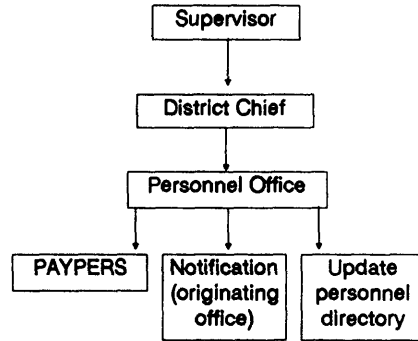 Supervisor
District Chief
Personnel Office
PAYPERS
Notification
(originating
office)
Update
personnel
directory